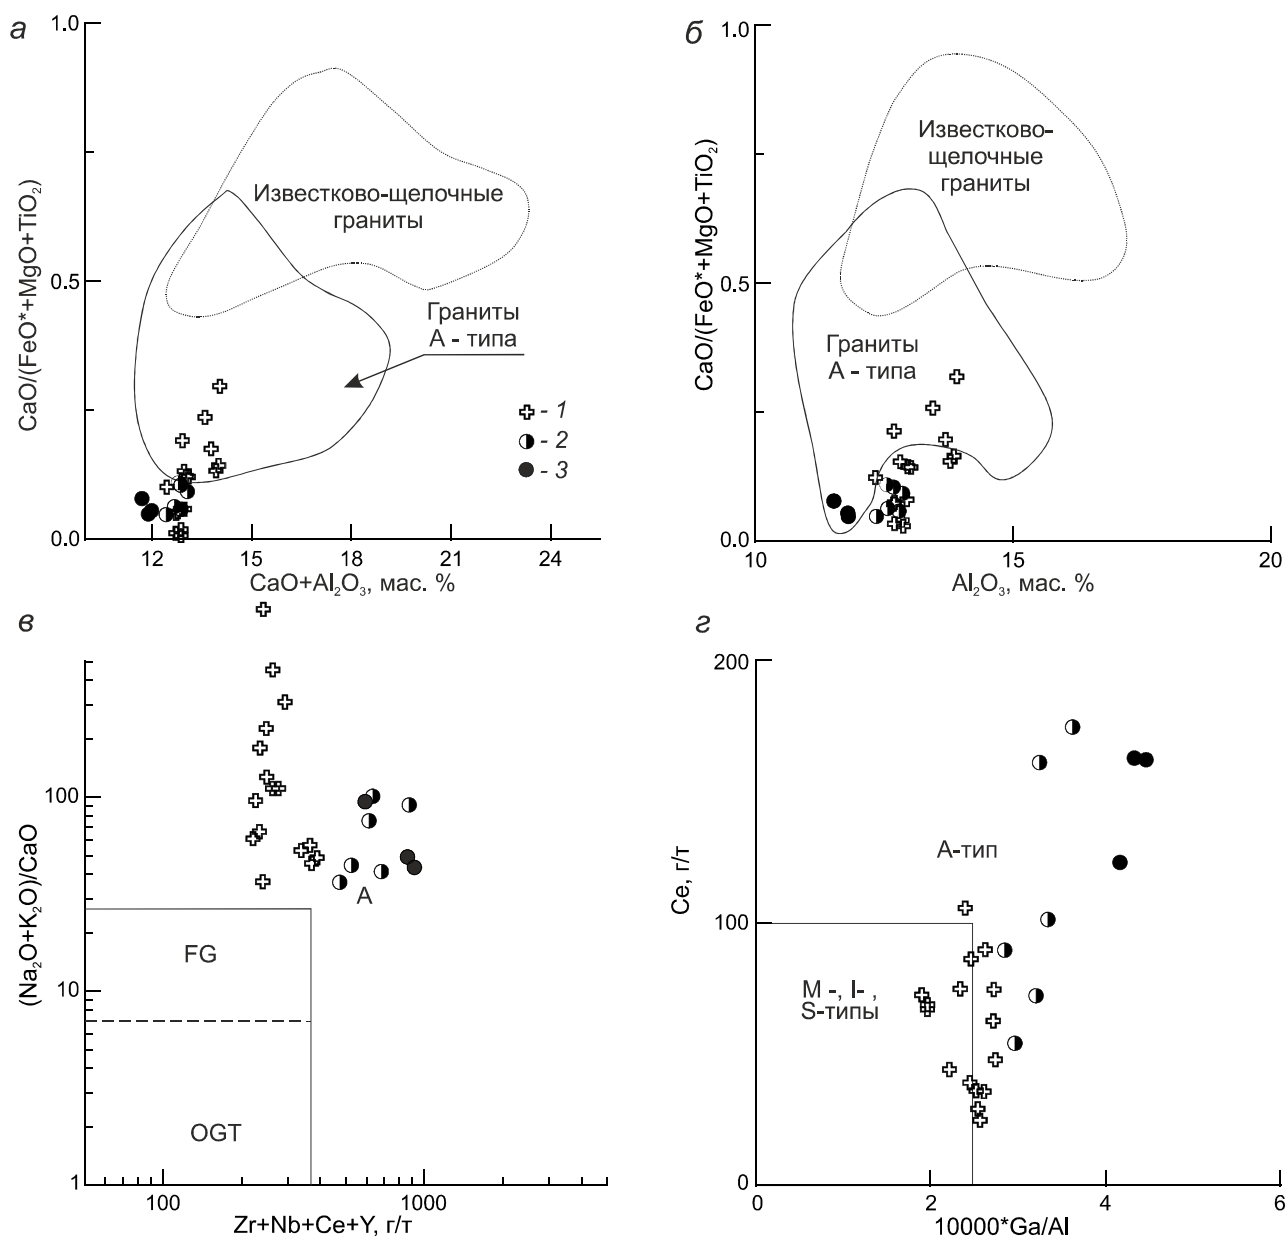 а
1.0
CaO/(FeO*+MgO+TiO₂)
0.5
0.0
Известково-щелочные
граниты
Граниты
А - типа
- 1
- 2
- 3
12
15
18
21
24
CaO+Al₂O₃, мас. %
б
1.0
CaO/(FeO*+MgO+TiO₂)
0.5
0.0
Известково-
щелочные
граниты
Граниты
А - типа
10
15
20
Al₂O₃, мас. %
в
(Na₂O+K₂O)/CaO
100
10
1
A
FG
OGT
100
1000
Zr+Nb+Ce+Y, г/т
г
200
Ce, г/т
100
0
А-тип
M -, I- ,
S-типы
0
2
4
6
10000*Ga/Al